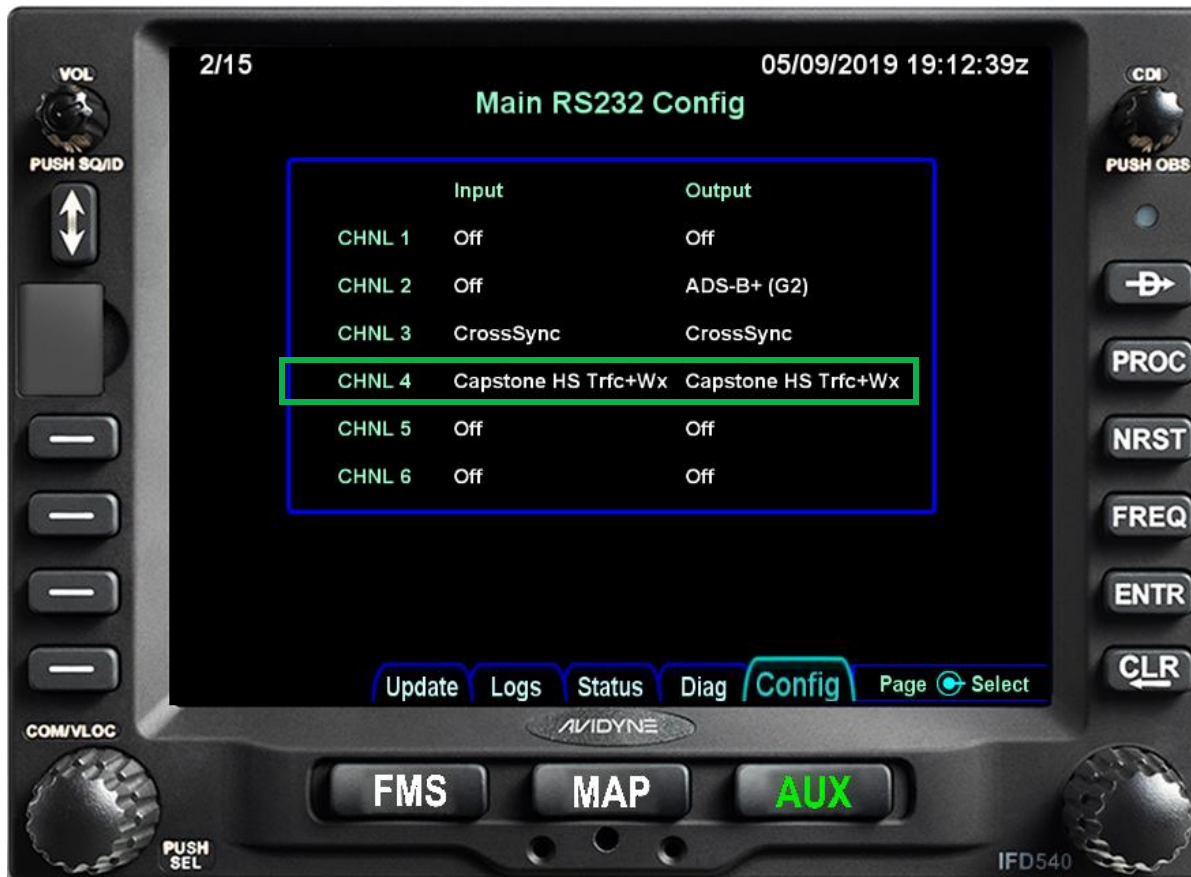 2/15 05/09/2019 19:12:39z
Main RS232 Config
Input Output
CHNL 1 Off Off
CHNL 2 Off ADS-B+ (G2)
CHNL 3 CrossSync CrossSync
CHNL 4 Capstone HS Trfc+Wx Capstone HS Trfc+Wx
CHNL 5 Off Off
CHNL 6 Off Off
Update Logs Status Diag Config Page Select
VOL
PUSH SQ/ID
COM/VLOC
PUSH
SEL
CDI
PUSH OBS
D
PROC
NRST
FREQ
ENTR
CLR
AVIDYNE
FMS MAP AUX
IFD540